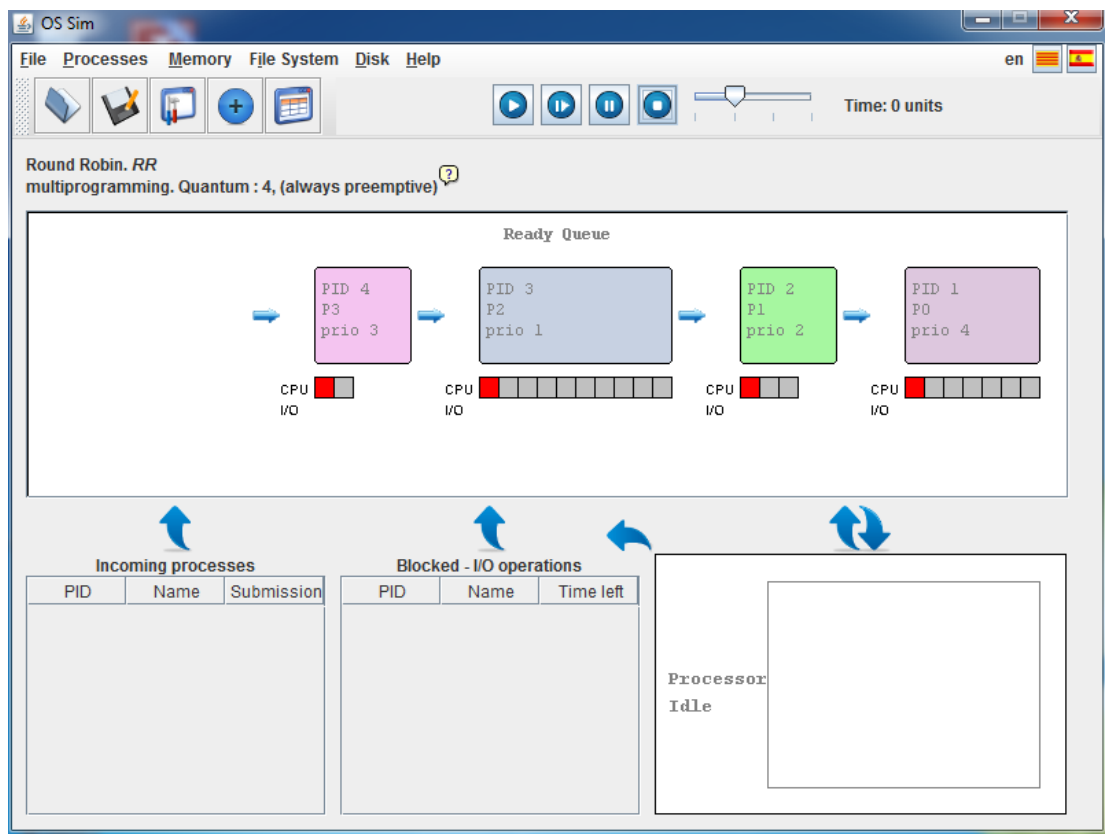 OS Sim
File Processes Memory File System Disk Help
en
Time: 0 units
Round Robin. RR
multiprogramming. Quantum : 4, (always preemptive)
?
Ready Queue
PID 4
P3
prio 3
CPU
I/O
PID 3
P2
prio 1
CPU
I/O
PID 2
P1
prio 2
CPU
I/O
PID 1
P0
prio 4
CPU
I/O
Incoming processes
PID Name Submission
Blocked - I/O operations
PID Name Time left
Processor
Idle